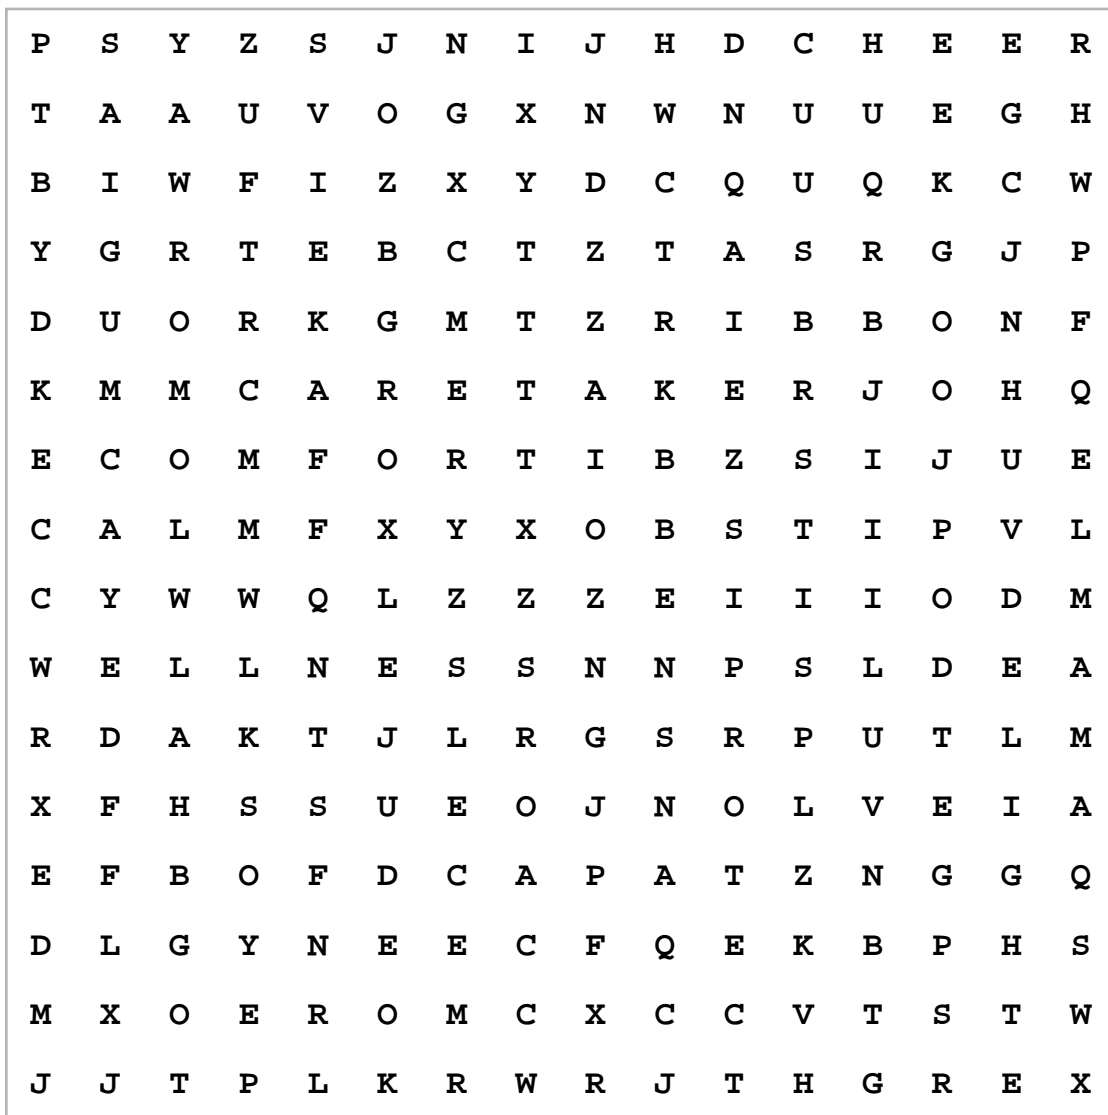 P S Y Z S J N I J H D C H E E R
T A A U V O G X N W N U U E G H
B I W F I Z X Y D C Q U Q K C W
Y G R T E B C T Z T A S R G J P
D U O R K G M T Z R I B B O N F
K M M C A R E T A K E R J O H Q
E C O M F O R T I B Z S I J U E
C A L M F X Y X O B S T I P V L
C Y W W Q L Z Z Z E I I I O D M
W E L L N E S S N N P S L D E A
R D A K T J L R G S R P U T L M
X F H S S U E O J N O L V E I A
E F B O F D C A P A T Z N G G Q
D L G Y N E E C F Q E K B P H S
M X O E R O M C X C C V T S T W
J J T P L K R W R J T H G R E X